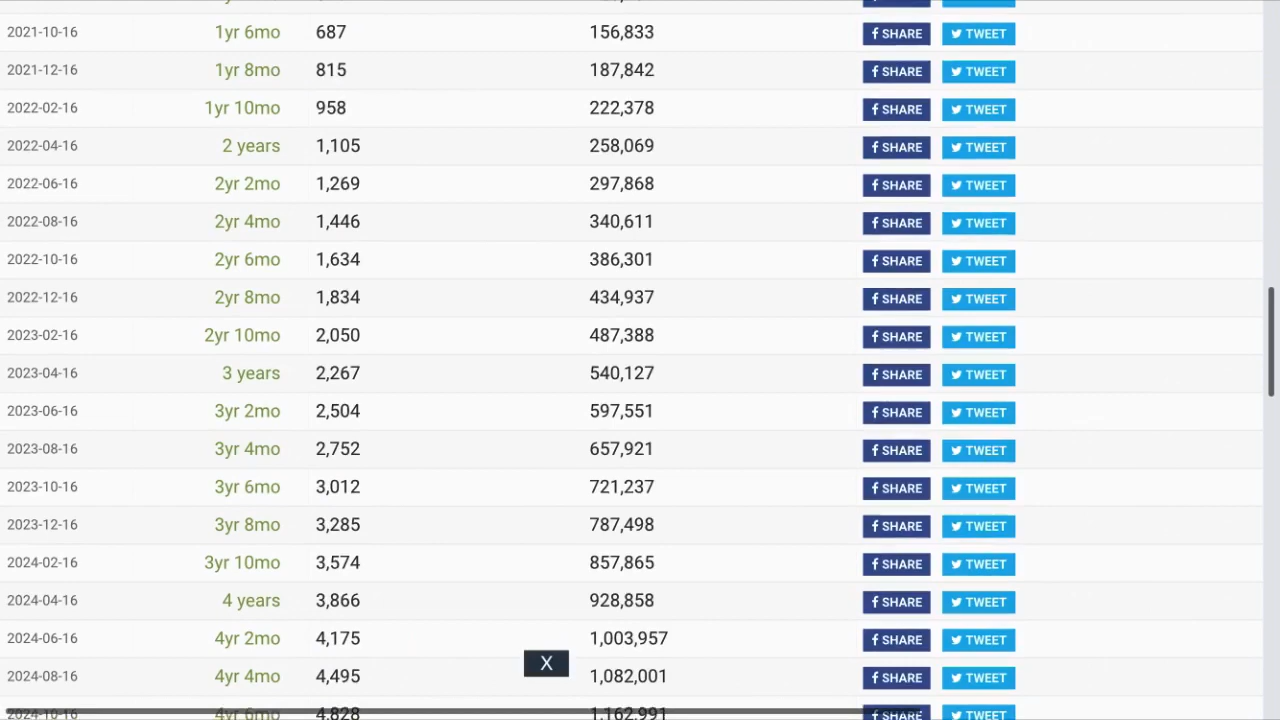 2021-10-16 1yr 6mo 687 156,833 SHARE TWEET
2021-12-16 1yr 8mo 815 187,842 SHARE TWEET
2022-02-16 1yr 10mo 958 222,378 SHARE TWEET
2022-04-16 2 years 1,105 258,069 SHARE TWEET
2022-06-16 2yr 2mo 1,269 297,868 SHARE TWEET
2022-08-16 2yr 4mo 1,446 340,611 SHARE TWEET
2022-10-16 2yr 6mo 1,634 386,301 SHARE TWEET
2022-12-16 2yr 8mo 1,834 434,937 SHARE TWEET
2023-02-16 2yr 10mo 2,050 487,388 SHARE TWEET
2023-04-16 3 years 2,267 540,127 SHARE TWEET
2023-06-16 3yr 2mo 2,504 597,551 SHARE TWEET
2023-08-16 3yr 4mo 2,752 657,921 SHARE TWEET
2023-10-16 3yr 6mo 3,012 721,237 SHARE TWEET
2023-12-16 3yr 8mo 3,285 787,498 SHARE TWEET
2024-02-16 3yr 10mo 3,574 857,865 SHARE TWEET
2024-04-16 4 years 3,866 928,858 SHARE TWEET
2024-06-16 4yr 2mo 4,175 1,003,957 SHARE TWEET
X
2024-08-16 4yr 4mo 4,495 1,082,001 SHARE TWEET
4,828 1,162,991 SHARE TWEET